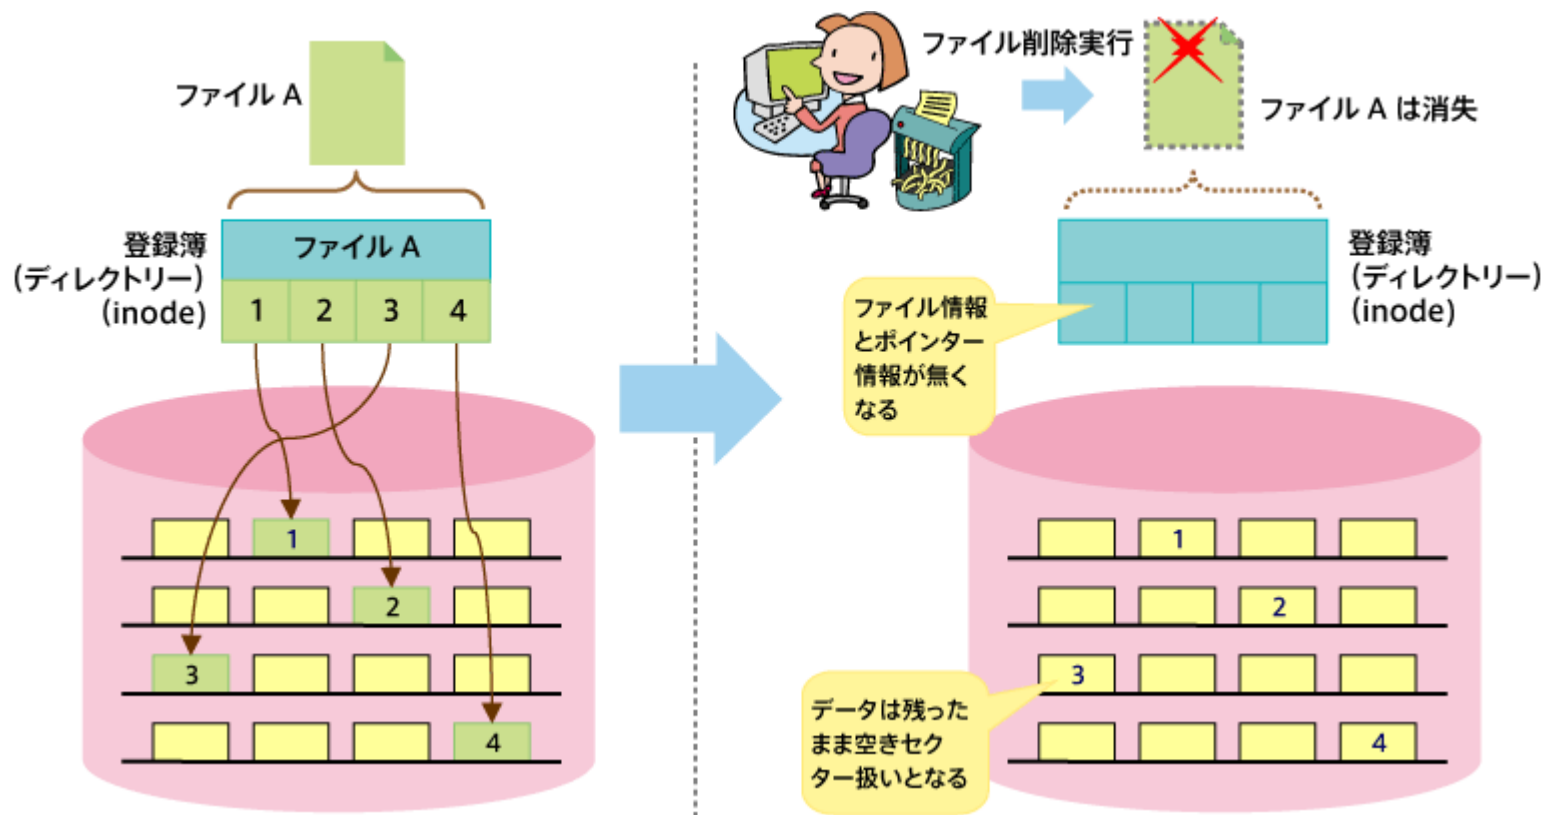 ファイル A
登録簿
(ディレクトリー)
(inode)
ファイル A
1 2 3 4
1
2
3
4
ファイル削除実行
ファイル A は消失
登録簿
(ディレクトリー)
(inode)
ファイル情報
とポインター
情報が無く
なる
1
2
3
4
データは残った
まま空きセク
ター扱いとなる